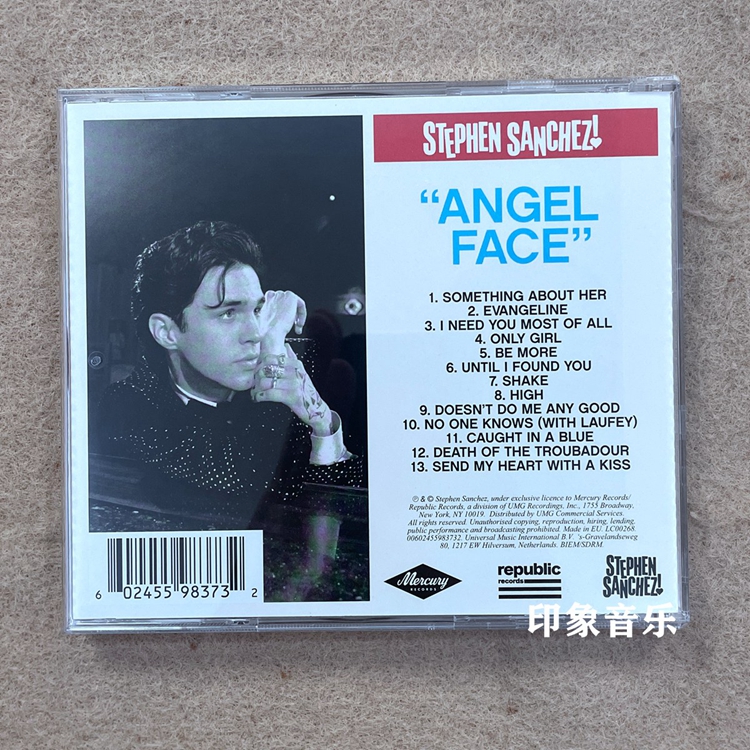 STEPHEN SANCHEZ!
“ANGEL
FACE”
1. SOMETHING ABOUT HER
2. EVANGELINE
3. I NEED YOU MOST OF ALL
4. ONLY GIRL
5. BE MORE
6. UNTIL I FOUND YOU
7. SHAKE
8. HIGH
9. DOESN'T DO ME ANY GOOD
10. NO ONE KNOWS (WITH LAUFEY)
11. CAUGHT IN A BLUE
12. DEATH OF THE TROUBADOUR
13. SEND MY HEART WITH A KISS
℗ & © Stephen Sanchez, under exclusive licence to Mercury Records/
Republic Records, a division of UMG Recordings, Inc., 1755 Broadway,
New York, NY 10019. Distributed by UMG Commercial Services.
All rights reserved. Unauthorised copying, reproduction, hiring, lending,
public performance and broadcasting prohibited. Made in EU. LC00268.
00602455983732. Universal Music International B.V. 's-Gravelandseweg
80, 1217 EW Hilversum, Netherlands. BIEM/SDRM
6 02455 98373 2
Mercury
RECORDS
republic
records
STEPHEN
SANCHEZ!
印象音乐